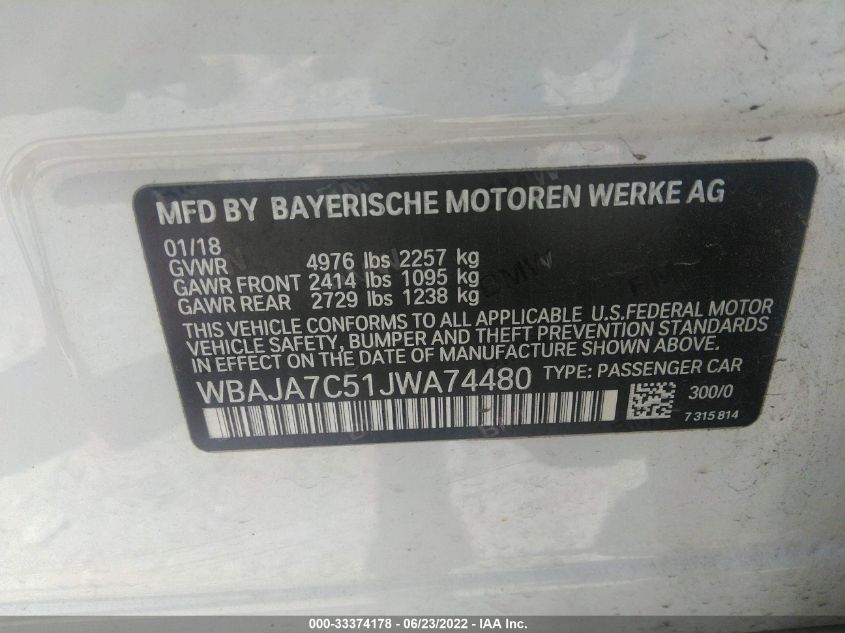 MFD BY BAYERISCHE MOTOREN WERKE AG
01/18
GVWR 4976 lbs 2257 kg
GAWR FRONT 2414 lbs 1095 kg
GAWR REAR 2729 lbs 1238 kg
THIS VEHICLE CONFORMS TO ALL APPLICABLE U.S.FEDERAL MOTOR
VEHICLE SAFETY, BUMPER AND THEFT PREVENTION STANDARDS
IN EFFECT ON THE DATE OF MANUFACTURE SHOWN ABOVE.
WBAJA7C51JWA74480 TYPE: PASSENGER CAR
300/0
7 315 814
000-33374178 - 06/23/2022 - IAA Inc.